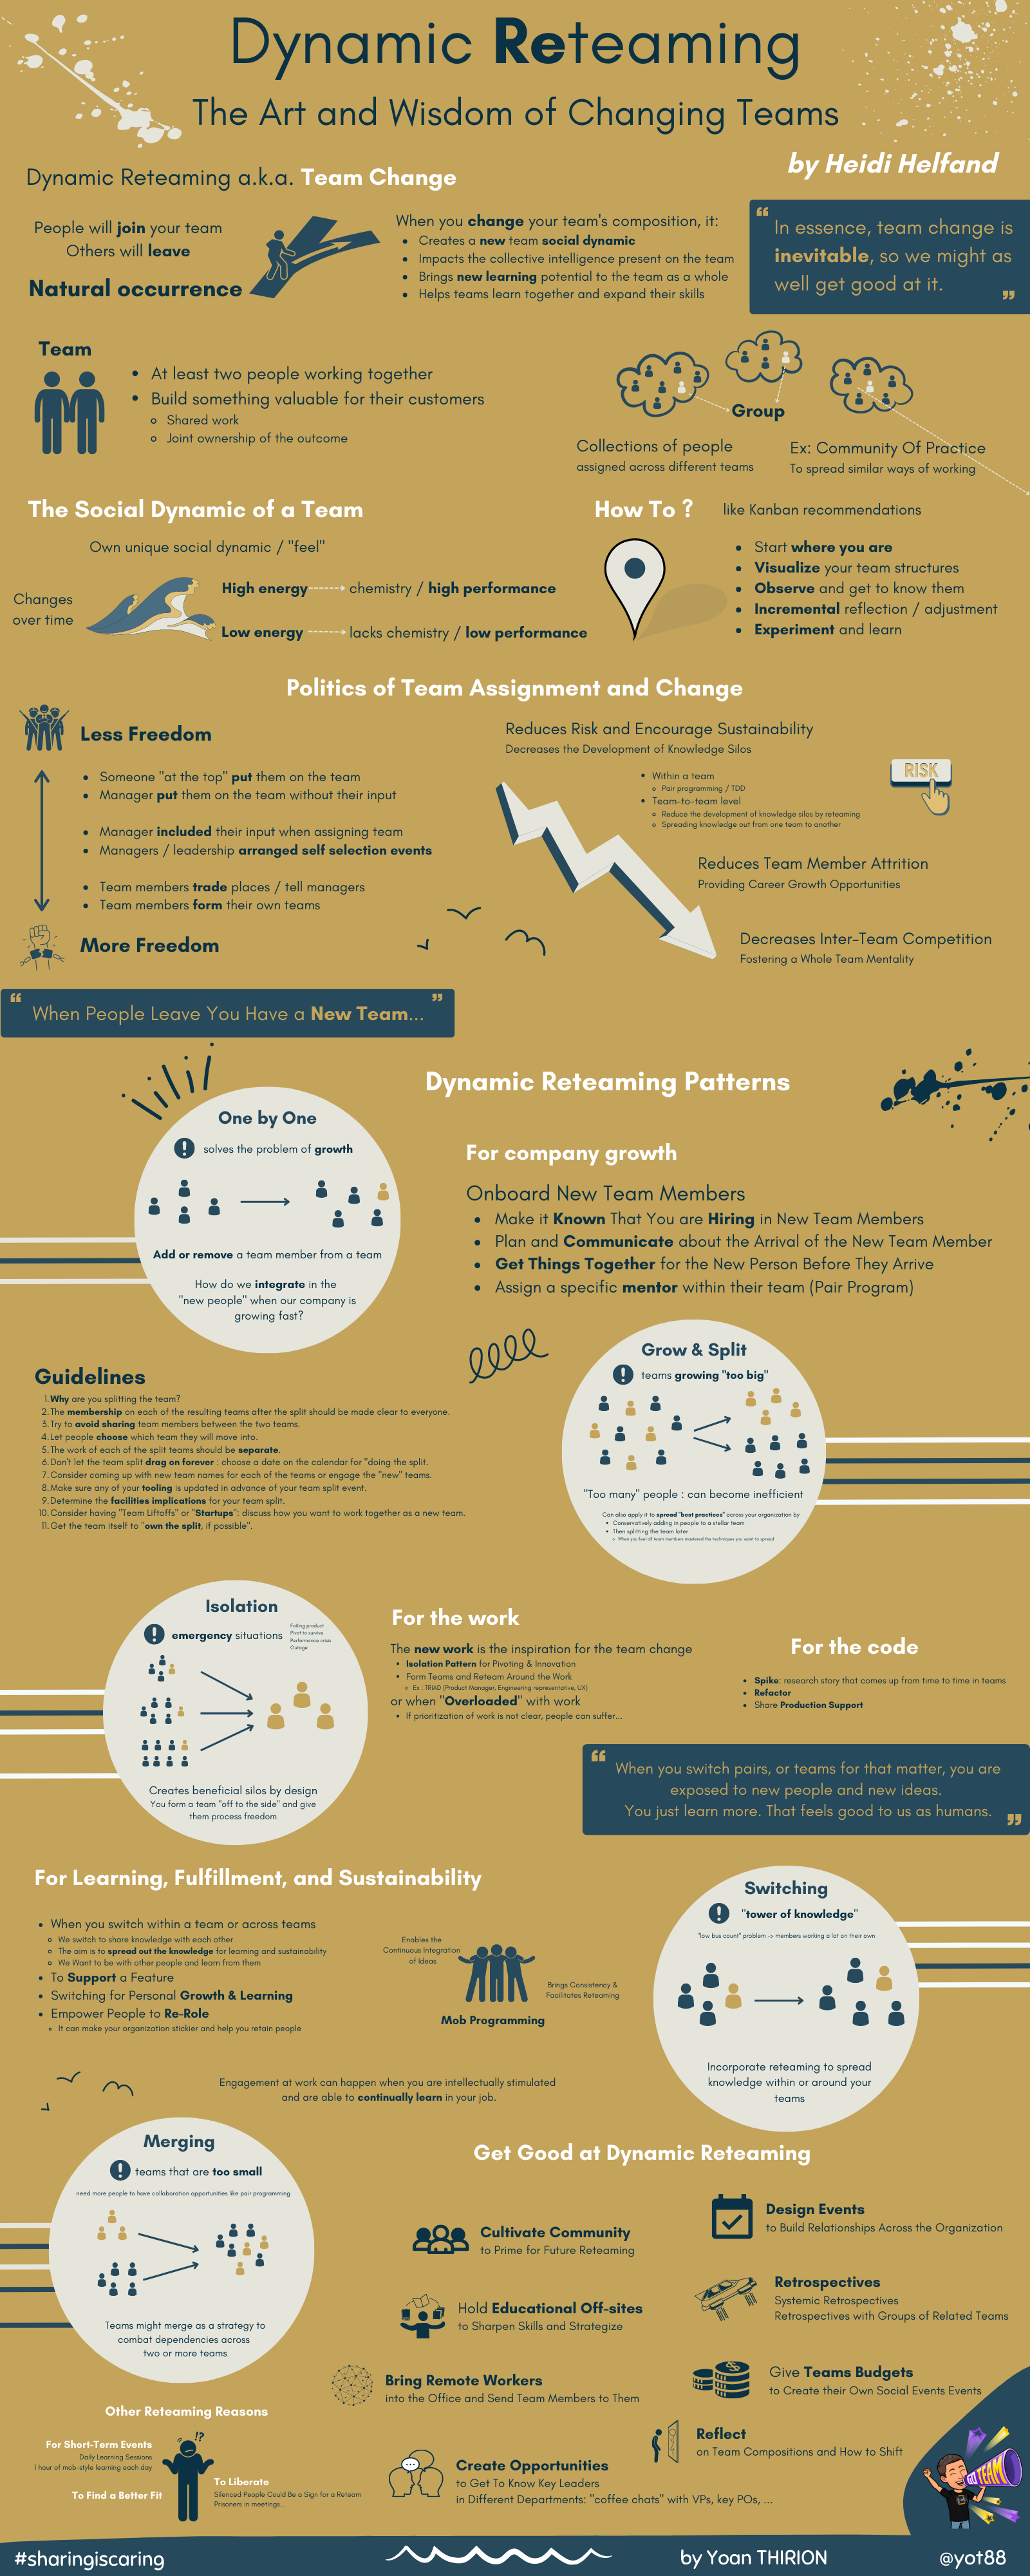 Dynamic Reteaming
The Art and Wisdom of Changing Teams
by Heidi Helfand
Dynamic Reteaming a.k.a. Team Change
People will join your team
Others will leave
Natural occurrence
When you change your team's composition, it:
Creates a new team social dynamic
Impacts the collective intelligence present on the team
Brings new learning potential to the team as a whole
Helps teams learn together and expand their skills
"
In essence, team change is
inevitable, so we might as
well get good at it.
"
Team
At least two people working together
Build something valuable for their customers
Shared work
Joint ownership of the outcome
Group
Collections of people
assigned across different teams
Ex: Community Of Practice
To spread similar ways of working
The Social Dynamic of a Team
Own unique social dynamic / "feel"
Changes
over time
High energy
chemistry / high performance
Low energy
lacks chemistry / low performance
How To ?
like Kanban recommendations
Start where you are
Visualize your team structures
Observe and get to know them
Incremental reflection / adjustment
Experiment and learn
Politics of Team Assignment and Change
Less Freedom
Someone "at the top" put them on the team
Manager put them on the team without their input
Manager included their input when assigning team
Managers / leadership arranged self selection events
Team members trade places / tell managers
Team members form their own teams
More Freedom
Reduces Risk and Encourage Sustainability
Decreases the Development of Knowledge Silos
Within a team
Pair programming / TDD
Team-to-team level
Reduce the development of knowledge silos by reteaming
Spreading knowledge out from one team to another
RISK
Reduces Team Member Attrition
Providing Career Growth Opportunities
Decreases Inter-Team Competition
Fostering a Whole Team Mentality
"
When People Leave You Have a New Team...
"
Dynamic Reteaming Patterns
One by One
! solves the problem of growth
Add or remove a team member from a team
How do we integrate in the
"new people" when our company is
growing fast?
For company growth
Onboard New Team Members
Make it Known That You are Hiring in New Team Members
Plan and Communicate about the Arrival of the New Team Member
Get Things Together for the New Person Before They Arrive
Assign a specific mentor within their team (Pair Program)
Guidelines
1. Why are you splitting the team?
2. The membership on each of the resulting teams after the split should be made clear to everyone.
3. Try to avoid sharing team members between the two teams.
4. Let people choose which team they will move into.
5. The work of each of the split teams should be separate.
6. Don't let the team split drag on forever : choose a date on the calendar for "doing the split.
7. Consider coming up with new team names for each of the teams or engage the "new" teams.
8. Make sure any of your tooling is updated in advance of your team split event.
9. Determine the facilities implications for your team split.
10. Consider having "Team Liftoffs" or "Startups": discuss how you want to work together as a new team.
11. Get the team itself to "own the split, if possible".
Grow & Split
! teams growing "too big"
"Too many" people : can become inefficient
Can also apply it to spread "best practices" across your organization by
Conservatively adding in people to a stellar team
Then splitting the team later
When you feel all team members mastered the techniques you want to spread
Isolation
! emergency situations
Failing product
Pivot to survive
Performance crisis
Outage
Creates beneficial silos by design
You form a team "off to the side" and give
them process freedom
For the work
The new work is the inspiration for the team change
Isolation Pattern for Pivoting & Innovation
Form Teams and Reteam Around the Work
Ex : TRIAD (Product Manager, Engineering representative, UX)
or when "Overloaded" with work
If prioritization of work is not clear, people can suffer...
For the code
Spike: research story that comes up from time to time in teams
Refactor
Share Production Support
"
When you switch pairs, or teams for that matter, you are
exposed to new people and new ideas.
You just learn more. That feels good to us as humans.
"
For Learning, Fulfillment, and Sustainability
When you switch within a team or across teams
We switch to share knowledge with each other
The aim is to spread out the knowledge for learning and sustainability
We Want to be with other people and learn from them
To Support a Feature
Switching for Personal Growth & Learning
Empower People to Re-Role
It can make your organization stickier and help you retain people
Enables the
Continuous Integration
of Ideas
Brings Consistency &
Facilitates Reteaming
Mob Programming
Engagement at work can happen when you are intellectually stimulated
and are able to continually learn in your job.
Switching
! "tower of knowledge"
"low bus count" problem -> members working a lot on their own
Incorporate reteaming to spread
knowledge within or around your
teams
Merging
! teams that are too small
need more people to have collaboration opportunities like pair programming
Teams might merge as a strategy to
combat dependencies across
two or more teams
Get Good at Dynamic Reteaming
Cultivate Community
to Prime for Future Reteaming
Design Events
to Build Relationships Across the Organization
Hold Educational Off-sites
to Sharpen Skills and Strategize
Retrospectives
Systemic Retrospectives
Retrospectives with Groups of Related Teams
Bring Remote Workers
into the Office and Send Team Members to Them
Give Teams Budgets
to Create their Own Social Events Events
Reflect
on Team Compositions and How to Shift
Create Opportunities
to Get To Know Key Leaders
in Different Departments: "coffee chats" with VPs, key POs, ...
Other Reteaming Reasons
For Short-Term Events
Daily Learning Sessions
1 hour of mob-style learning each day
To Find a Better Fit
!?
To Liberate
Silenced People Could Be a Sign for a Reteam
Prisoners in meetings...
GO TEAM
#sharingiscaring
by Yoan THIRION
@yot88